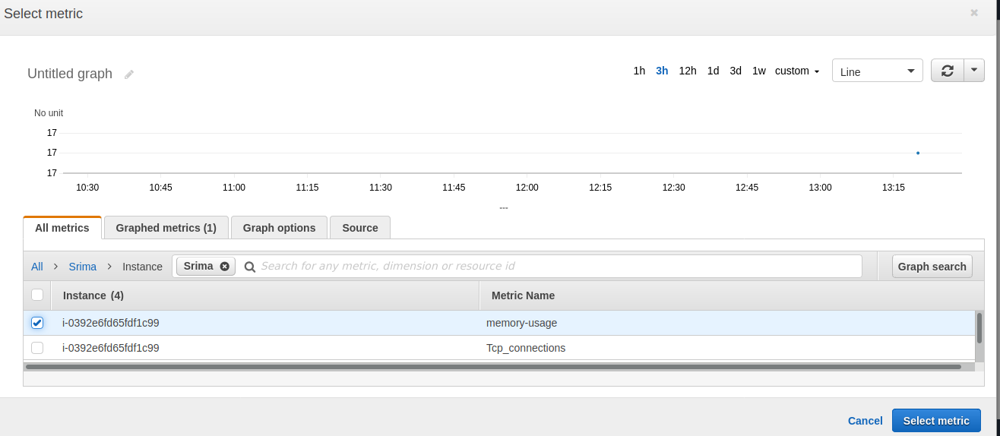 Select metric
Untitled graph
1h 3h 12h 1d 3d 1w custom Line
No unit
17
17
17
10:30 10:45 11:00 11:15 11:30 11:45 12:00 12:15 12:30 12:45 13:00 13:15
All metrics Graphed metrics (1) Graph options Source
All > Srima > Instance Srima Search for any metric, dimension or resource id Graph search
Instance (4) Metric Name
i-0392e6fd65fdf1c99 memory-usage
i-0392e6fd65fdf1c99 Tcp_connections
Cancel Select metric